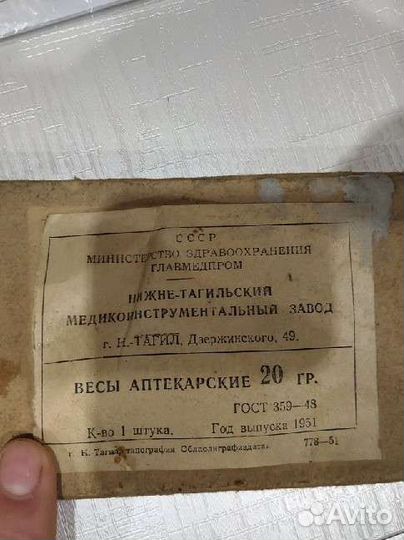 СССР
МИНИСТЕРСТВО ЗДРАВООХРАНЕНИЯ
ГЛАВМЕДПРОМ
НИЖНЕ-ТАГИЛЬСКИЙ
МЕДИКОИНСТРУМЕНТАЛЬНЫЙ ЗАВОД
г. Н.-ТАГИЛ, Дзержинского, 49.
ВЕСЫ АПТЕКАРСКИЕ 20 ГР.
ГОСТ 359-48
К-во 1 штука. Год выпуска 1951
г. Н. Тагил, типография Облполиграфиздата. 778-51
Avito